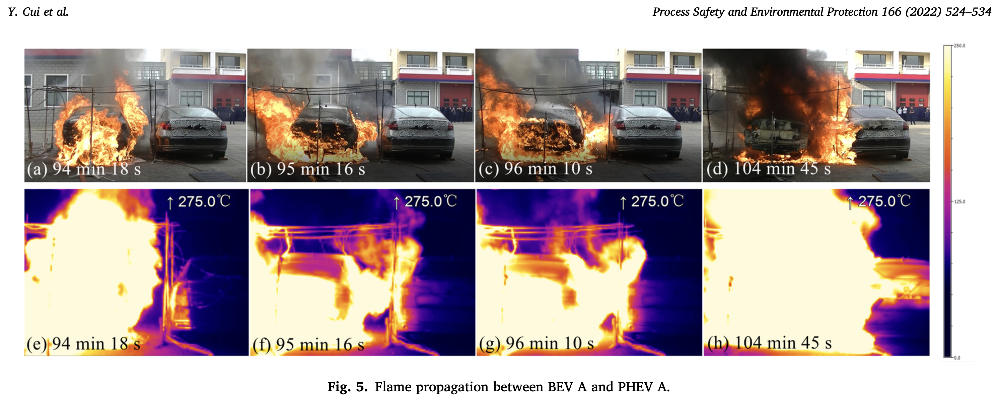 Y. Cui et al.
Process Safety and Environmental Protection 166 (2022) 524–534
(a) 94 min 18 s
(b) 95 min 16 s
(c) 96 min 10 s
(d) 104 min 45 s
250.0
↑ 275.0℃
↑ 275.0℃
↑ 275.0℃
↑ 275.0℃
125.0
(e) 94 min 18 s
(f) 95 min 16 s
(g) 96 min 10 s
(h) 104 min 45 s
0.0
Fig. 5. Flame propagation between BEV A and PHEV A.